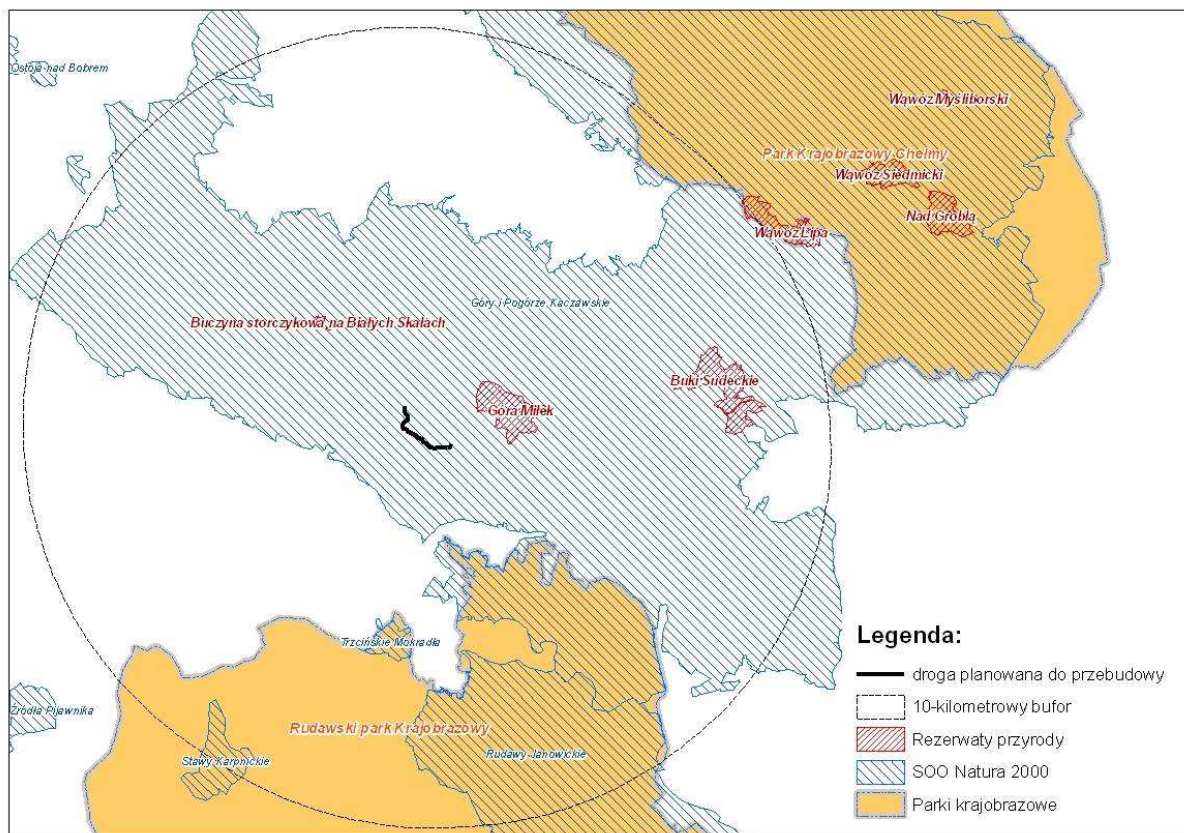 Ostoja nad Bobrem
Wąwóz Myśliborski
Park Krajobrazowy Chełmy
Wąwóz Siedmicki
Nad Groblą
Wąwóz Lipa
Góry i Pogórze Kaczawskie
Buczyna storczykowa na Białych Skałach
Buki Sudeckie
Góra Miłek
Trzcińskie Mokradła
Źródła Pijawnika
Rudawski park Krajobrazowy
Stawy Karpnickie
Rudawy Janowickie
Legenda:
droga planowana do przebudowy
10-kilometrowy bufor
Rezerwaty przyrody
SOO Natura 2000
Parki krajobrazowe